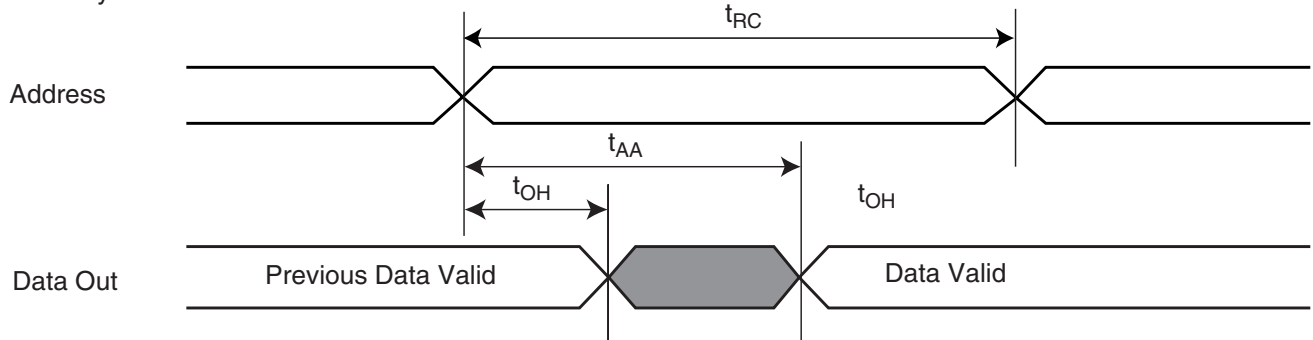 tRC
Address
tAA
tOH
tOH
Data Out
Previous Data Valid
Data Valid